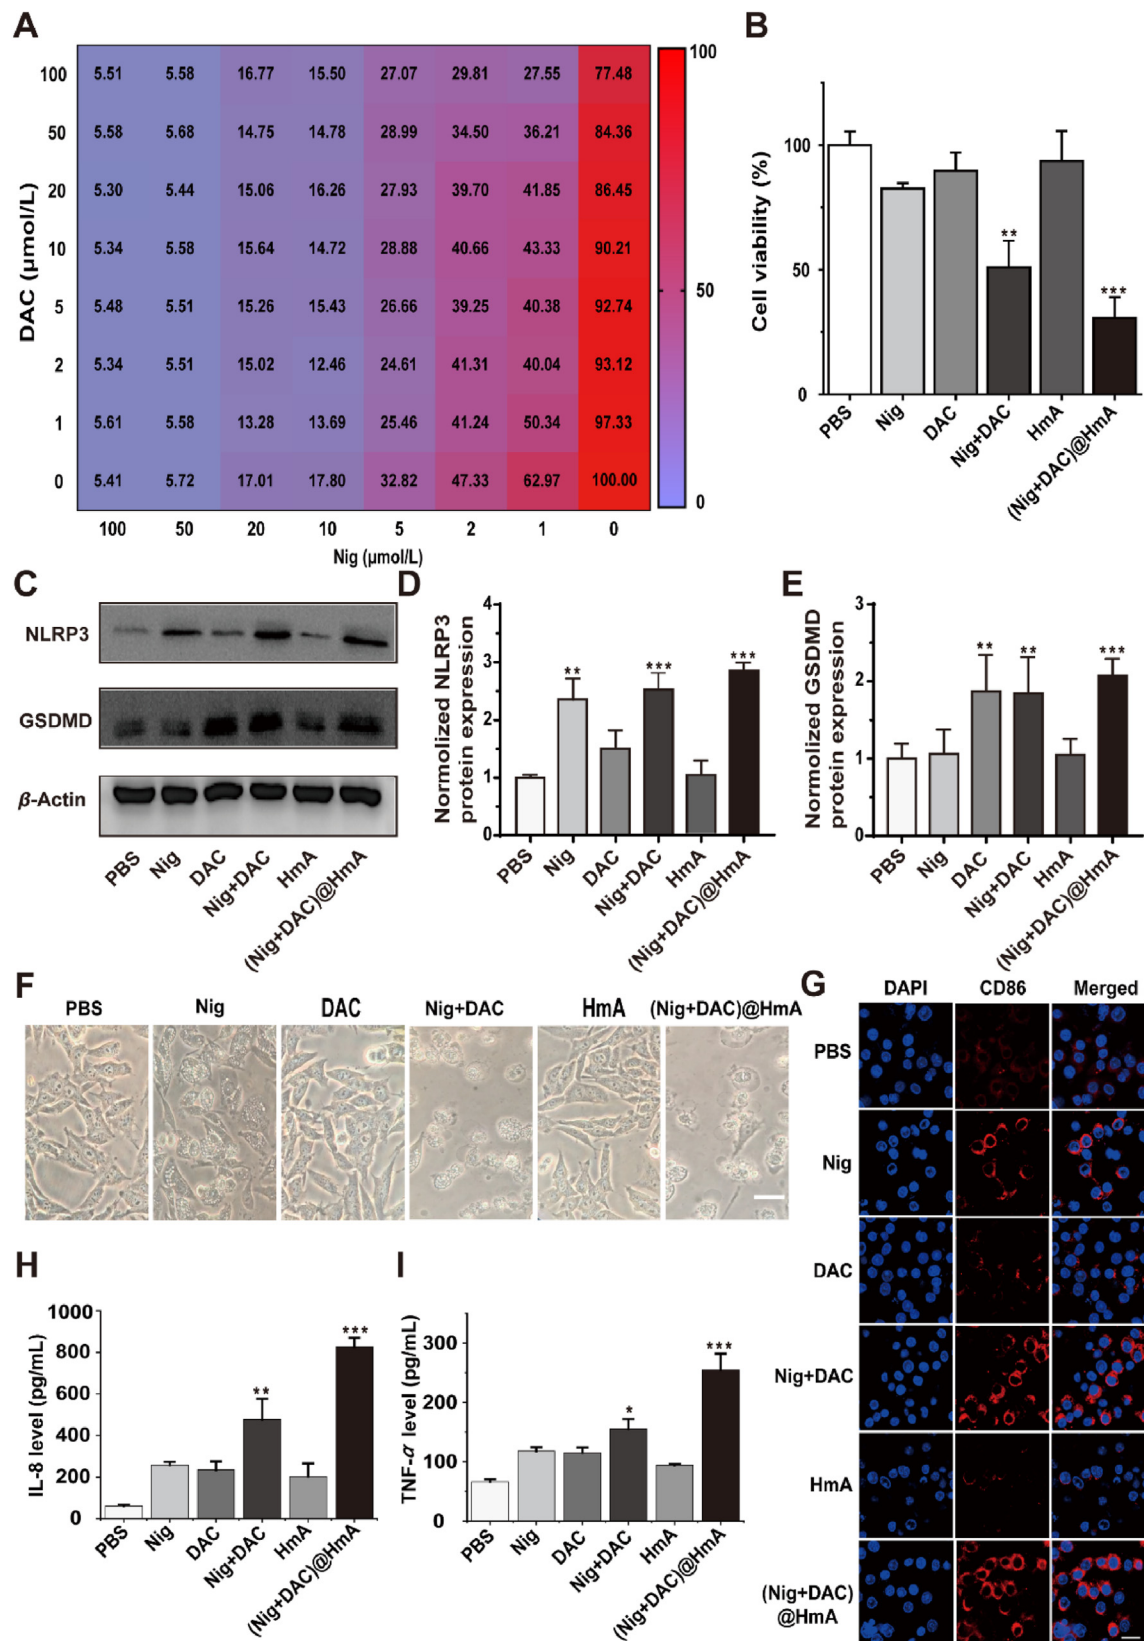 A
100 5.51 5.58 16.77 15.50 27.07 29.81 27.55 77.48
50 5.58 5.68 14.75 14.78 28.99 34.50 36.21 84.36
20 5.30 5.44 15.06 16.26 27.93 39.70 41.85 86.45
10 5.34 5.58 15.64 14.72 28.88 40.66 43.33 90.21
5 5.48 5.51 15.26 15.43 26.66 39.25 40.38 92.74
2 5.34 5.51 15.02 12.46 24.61 41.31 40.04 93.12
1 5.61 5.58 13.28 13.69 25.46 41.24 50.34 97.33
0 5.41 5.72 17.01 17.80 32.82 47.33 62.97 100.00
100 50 20 10 5 2 1 0
DAC (μmol/L)
Nig (μmol/L)
100
50
0
B
Cell viability (%)
100
50
0
** ***
PBS Nig DAC Nig+DAC HmA (Nig+DAC)@HmA
C
NLRP3
GSDMD
β-Actin
PBS Nig DAC Nig+DAC HmA (Nig+DAC)@HmA
D
Normolized NLRP3
protein expression
4
3
2
1
0
** *** ***
PBS Nig DAC Nig+DAC HmA (Nig+DAC)@HmA
E
Normolized GSDMD
protein expression
3
2
1
0
** ** ***
PBS Nig DAC Nig+DAC HmA (Nig+DAC)@HmA
F
PBS Nig DAC Nig+DAC HmA (Nig+DAC)@HmA
G
DAPI CD86 Merged
PBS
Nig
DAC
Nig+DAC
HmA
(Nig+DAC)
@HmA
H
IL-8 level (pg/mL)
1000
800
600
400
200
0
** ***
PBS Nig DAC Nig+DAC HmA (Nig+DAC)@HmA
I
TNF-α level (pg/mL)
300
200
100
0
* ***
PBS Nig DAC Nig+DAC HmA (Nig+DAC)@HmA